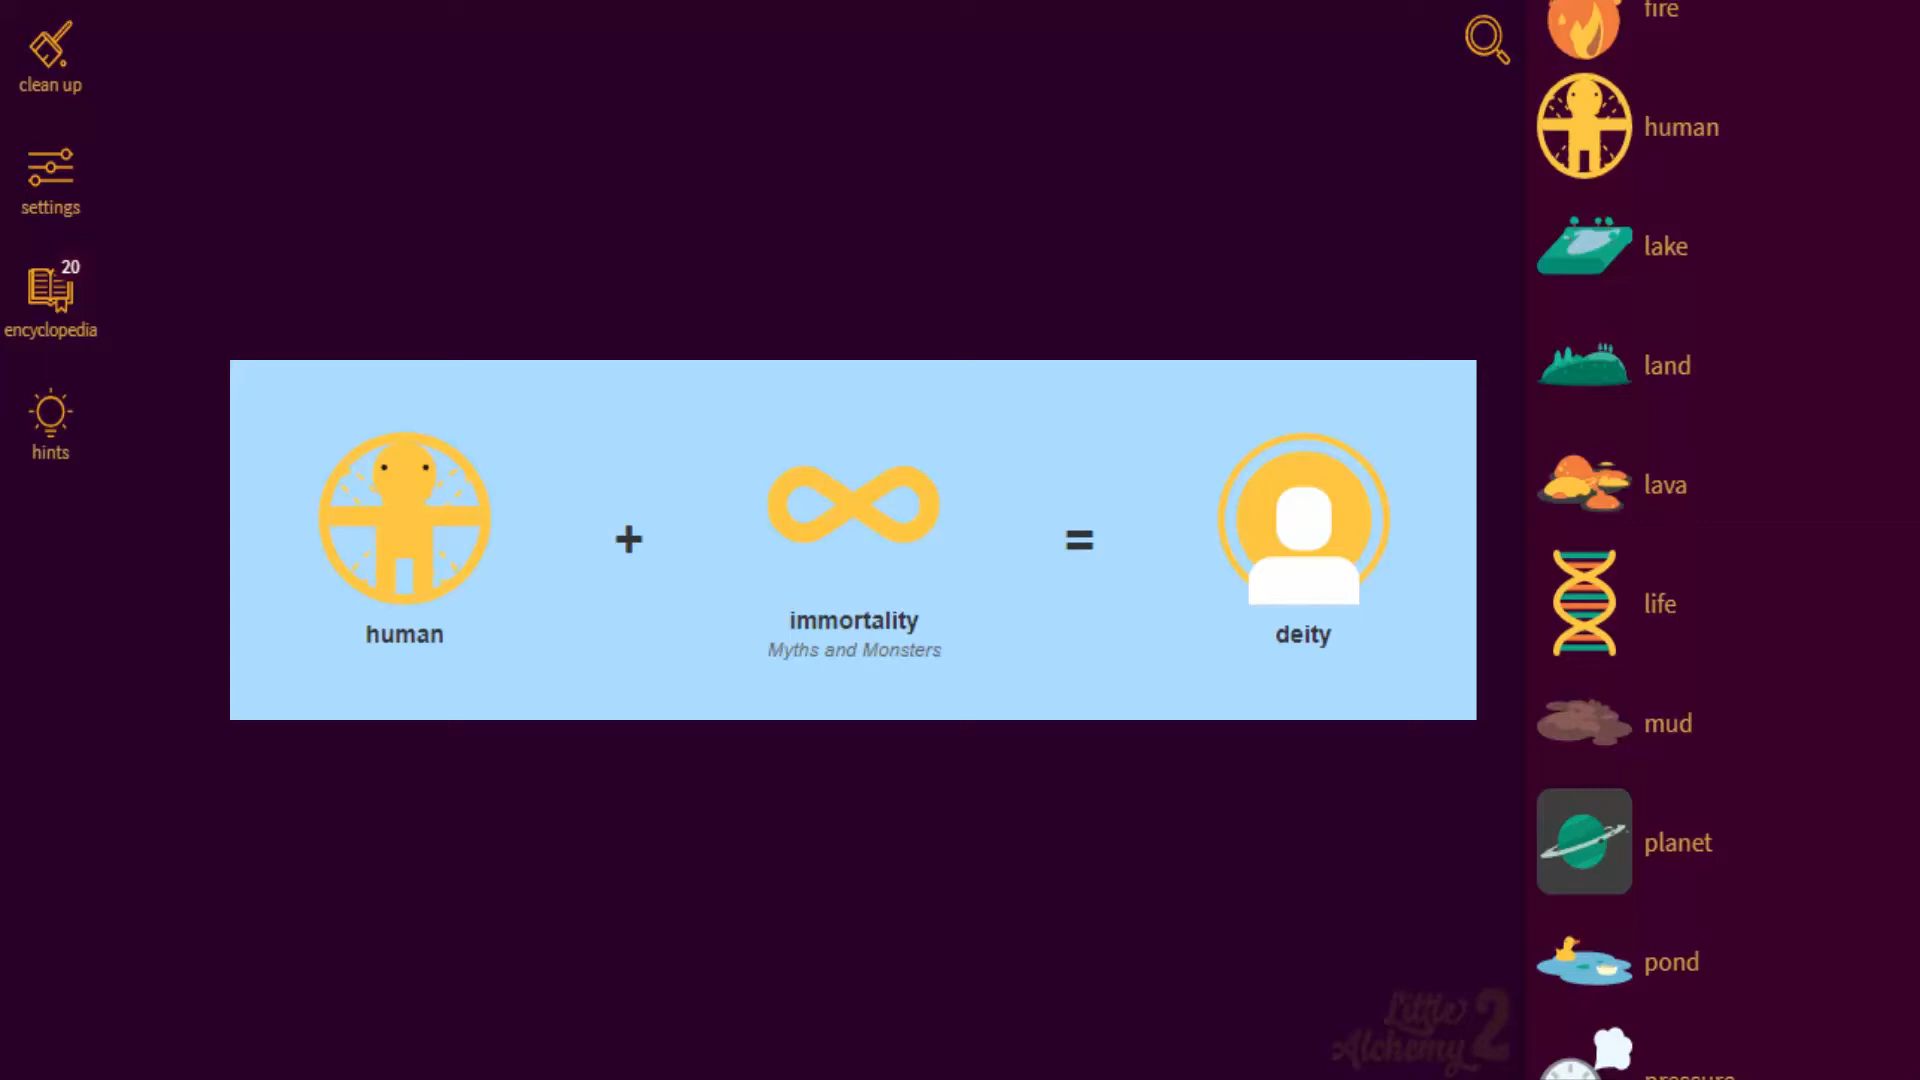 clean up
settings
20
encyclopedia
hints
human
+
immortality
Myths and Monsters
=
deity
fire
human
lake
land
lava
life
mud
planet
pond
pressure
Little
Alchemy 2